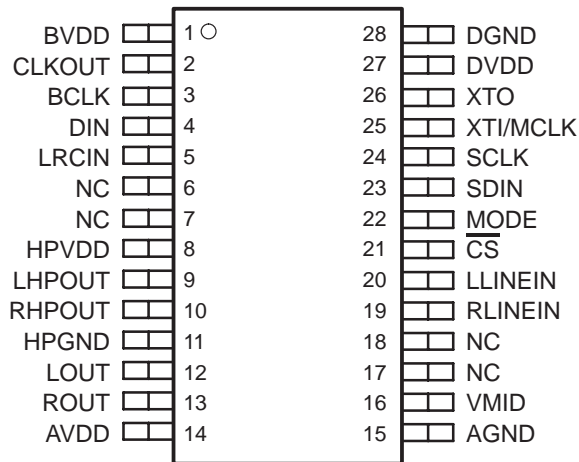 BVDD 1 28 DGND
CLKOUT 2 27 DVDD
BCLK 3 26 XTO
DIN 4 25 XTI/MCLK
LRCIN 5 24 SCLK
NC 6 23 SDIN
NC 7 22 MODE
HPVDD 8 21 C̅S̅
LHPOUT 9 20 LLINEIN
RHPOUT 10 19 RLINEIN
HPGND 11 18 NC
LOUT 12 17 NC
ROUT 13 16 VMID
AVDD 14 15 AGND